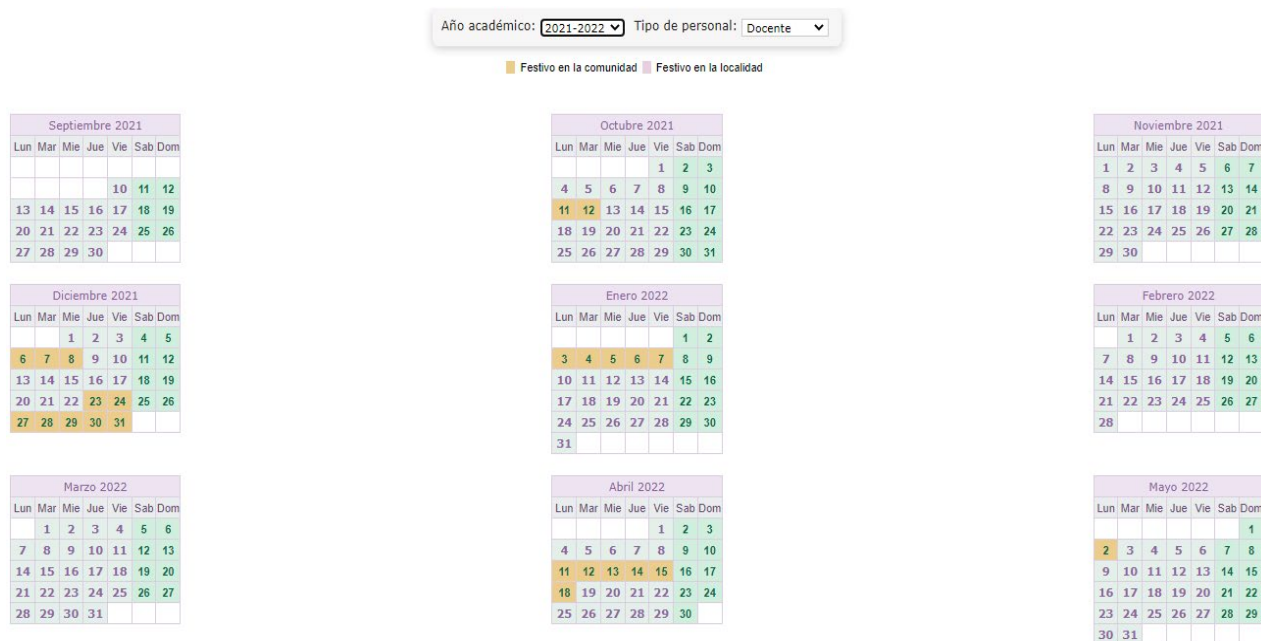 Año académico: 2021-2022 Tipo de personal: Docente
Festivo en la comunidad Festivo en la localidad
Septiembre 2021
Lun Mar Mie Jue Vie Sab Dom
10 11 12
13 14 15 16 17 18 19
20 21 22 23 24 25 26
27 28 29 30
Octubre 2021
Lun Mar Mie Jue Vie Sab Dom
1 2 3
4 5 6 7 8 9 10
11 12 13 14 15 16 17
18 19 20 21 22 23 24
25 26 27 28 29 30 31
Noviembre 2021
Lun Mar Mie Jue Vie Sab Dom
1 2 3 4 5 6 7
8 9 10 11 12 13 14
15 16 17 18 19 20 21
22 23 24 25 26 27 28
29 30
Diciembre 2021
Lun Mar Mie Jue Vie Sab Dom
1 2 3 4 5
6 7 8 9 10 11 12
13 14 15 16 17 18 19
20 21 22 23 24 25 26
27 28 29 30 31
Enero 2022
Lun Mar Mie Jue Vie Sab Dom
1 2
3 4 5 6 7 8 9
10 11 12 13 14 15 16
17 18 19 20 21 22 23
24 25 26 27 28 29 30
31
Febrero 2022
Lun Mar Mie Jue Vie Sab Dom
1 2 3 4 5 6
7 8 9 10 11 12 13
14 15 16 17 18 19 20
21 22 23 24 25 26 27
28
Marzo 2022
Lun Mar Mie Jue Vie Sab Dom
1 2 3 4 5 6
7 8 9 10 11 12 13
14 15 16 17 18 19 20
21 22 23 24 25 26 27
28 29 30 31
Abril 2022
Lun Mar Mie Jue Vie Sab Dom
1 2 3
4 5 6 7 8 9 10
11 12 13 14 15 16 17
18 19 20 21 22 23 24
25 26 27 28 29 30
Mayo 2022
Lun Mar Mie Jue Vie Sab Dom
1
2 3 4 5 6 7 8
9 10 11 12 13 14 15
16 17 18 19 20 21 22
23 24 25 26 27 28 29
30 31